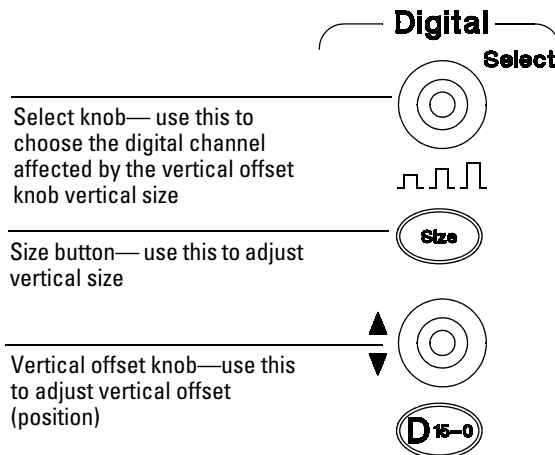 Digital
Select
Select knob— use this to
choose the digital channel
affected by the vertical offset
knob vertical size
Size
Size button— use this to adjust
vertical size
Vertical offset knob—use this
to adjust vertical offset
(position)
D 15–0